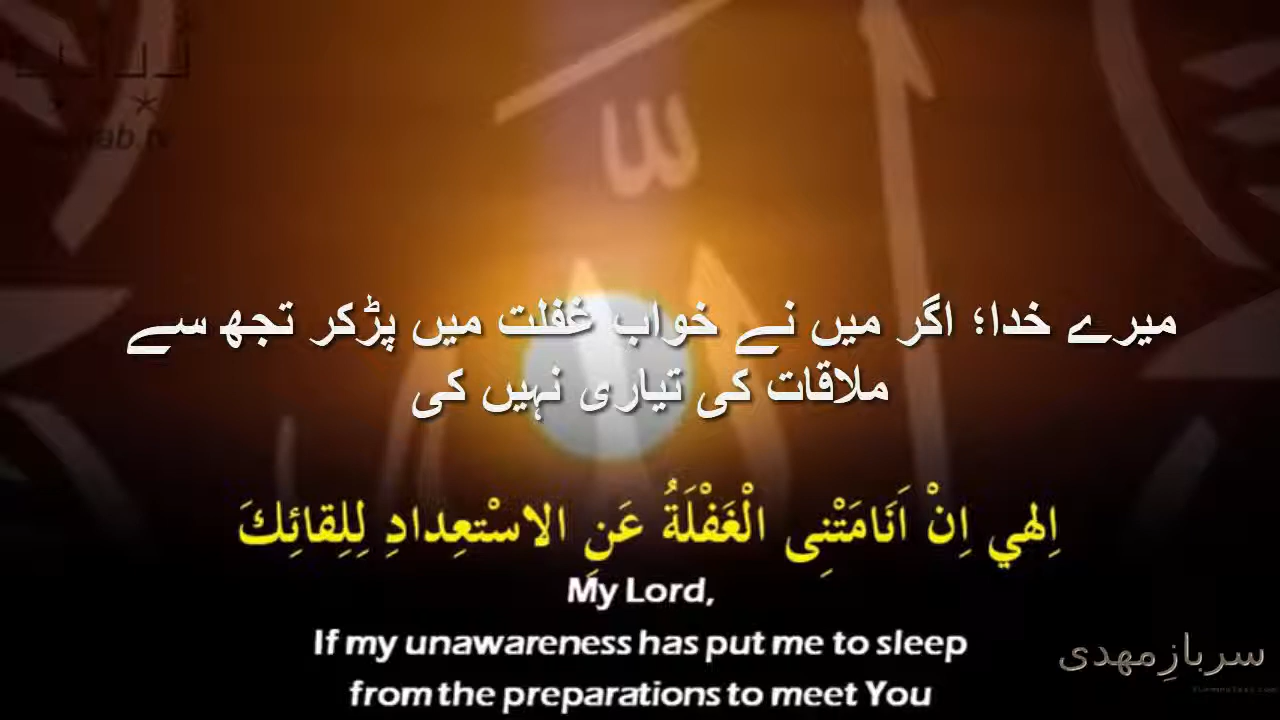 میرے خدا؛ اگر میں نے خواب غفلت میں پڑکر تجھ سے
ملاقات کی تیاری نہیں کی
اِلهي اِنْ اَنَامَتْنِى الْغَفْلَةُ عَنِ الاسْتعِدادِ لِلِقائِكَ
My Lord,
If my unawareness has put me to sleep
from the preparations to meet You
سربازِمهدی